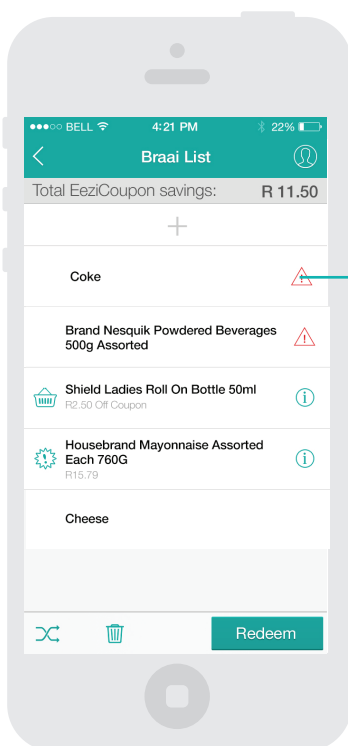 BELL 4:21 PM 22%
Braai List
Total EeziCoupon savings: R 11.50
Coke
Brand Nesquik Powdered Beverages
500g Assorted
Shield Ladies Roll On Bottle 50ml
R2.50 Off Coupon
Housebrand Mayonnaise Assorted
Each 760G
R15.79
Cheese
Redeem